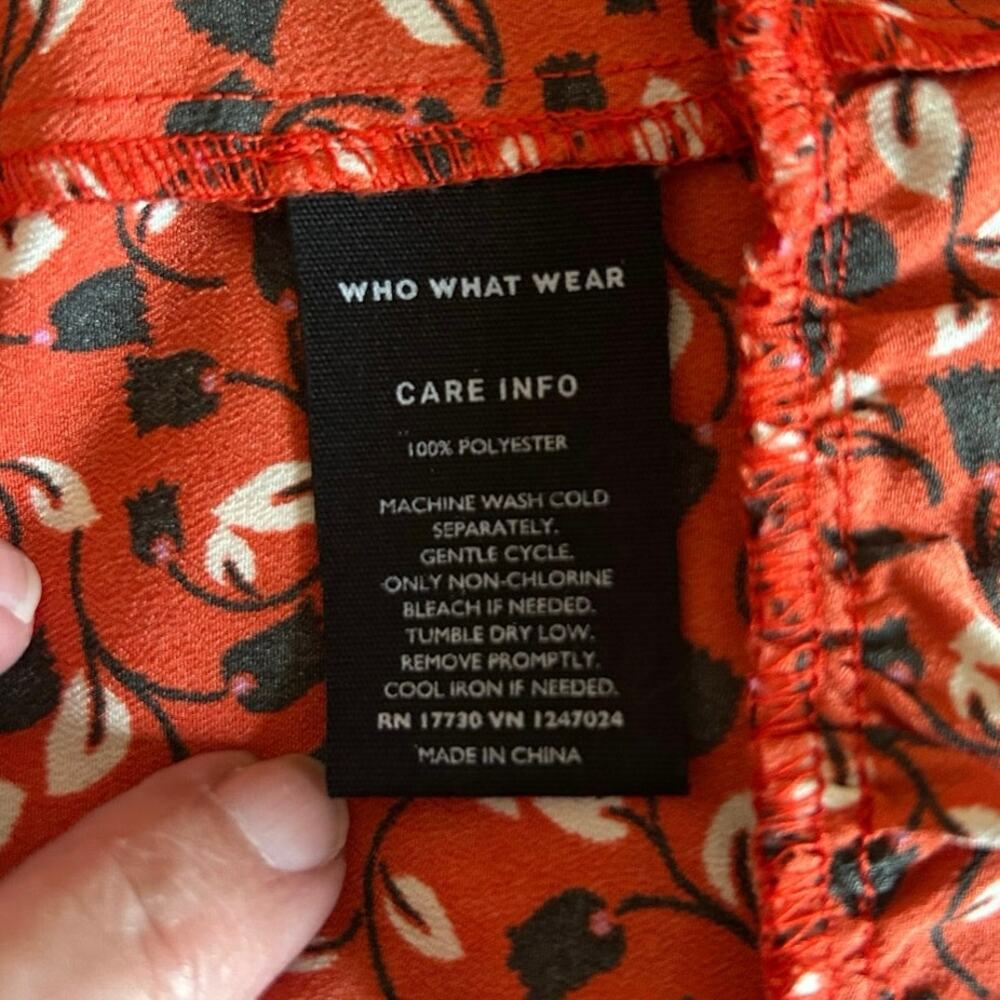 WHO WHAT WEAR
CARE INFO
100% POLYESTER
MACHINE WASH COLD
SEPARATELY.
GENTLE CYCLE.
ONLY NON-CHLORINE
BLEACH IF NEEDED.
TUMBLE DRY LOW.
REMOVE PROMPTLY.
COOL IRON IF NEEDED.
RN 17730 VN 1247024
MADE IN CHINA